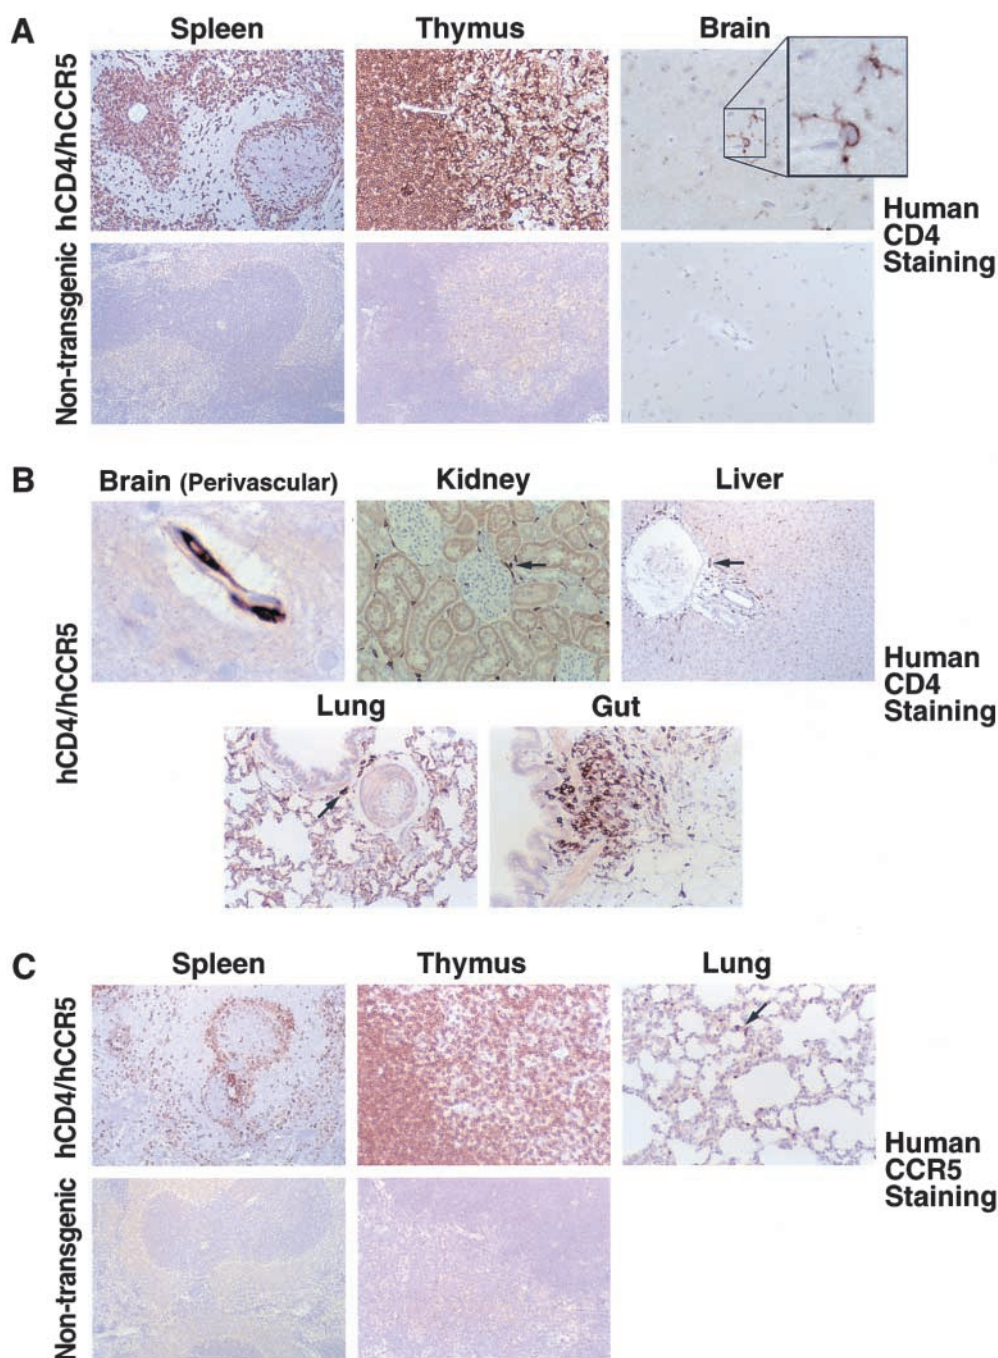 A
Spleen
Thymus
Brain
hCD4/hCCR5
Non-transgenic
Human
CD4
Staining
B
Brain (Perivascular)
Kidney
Liver
hCD4/hCCR5
Human
CD4
Staining
Lung
Gut
C
Spleen
Thymus
Lung
hCD4/hCCR5
Non-transgenic
Human
CCR5
Staining